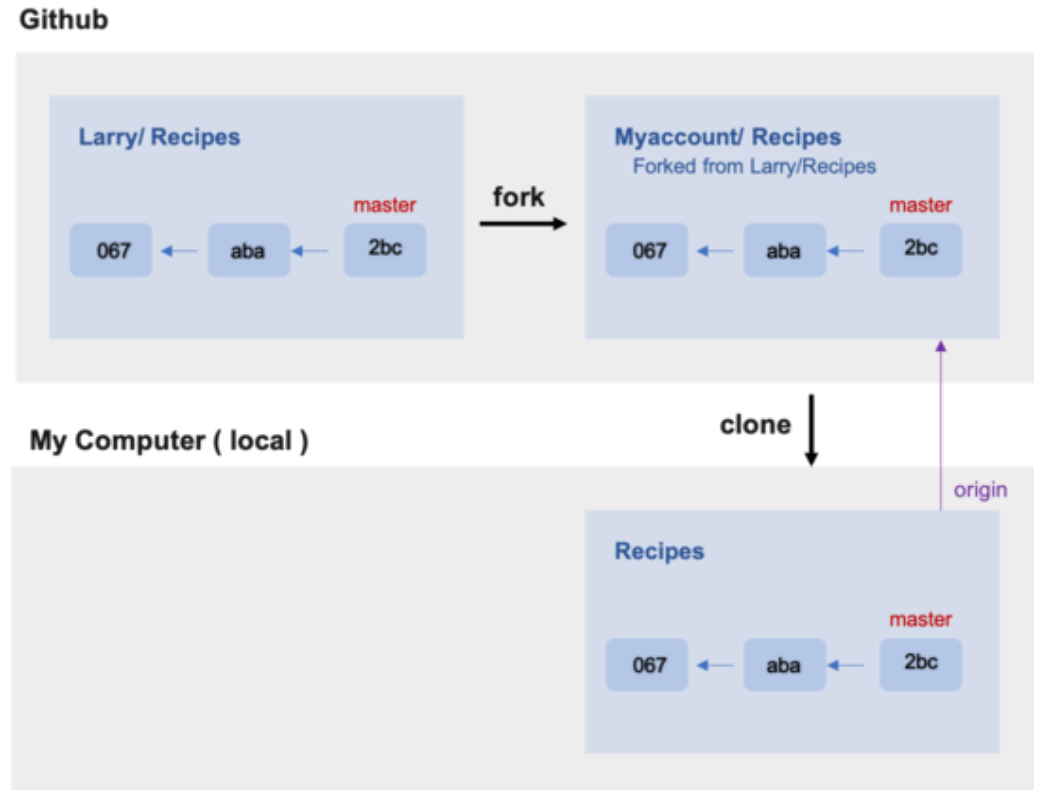 Github
Larry/ Recipes
master
067
aba
2bc
fork
Myaccount/ Recipes
Forked from Larry/Recipes
master
067
aba
2bc
clone
My Computer ( local )
origin
Recipes
master
067
aba
2bc